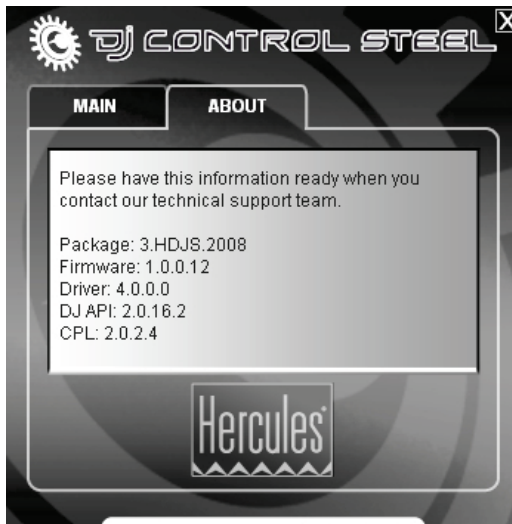 DJ CONTROL STEEL
X
MAIN
ABOUT
Please have this information ready when you
contact our technical support team.
Package: 3.HDJS.2008
Firmware: 1.0.0.12
Driver: 4.0.0.0
DJ API: 2.0.16.2
CPL: 2.0.2.4
Hercules